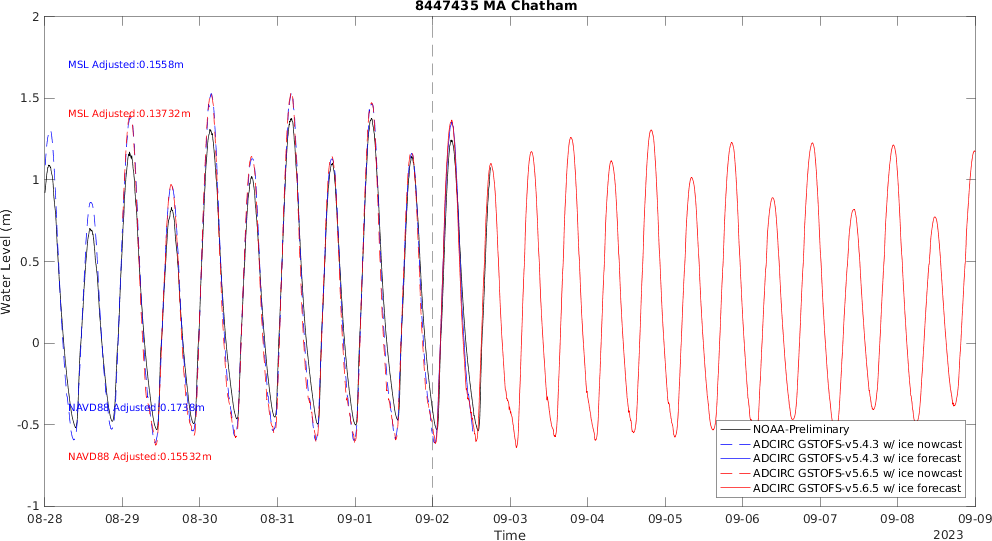 8447435 MA Chatham
2
1.5
1
0.5
0
-0.5
-1
Water Level (m)
MSL Adjusted:0.1558m
MSL Adjusted:0.13732m
NAVD88 Adjusted:0.1738m
NAVD88 Adjusted:0.15532m
NOAA-Preliminary
ADCIRC GSTOFS-v5.4.3 w/ ice nowcast
ADCIRC GSTOFS-v5.4.3 w/ ice forecast
ADCIRC GSTOFS-v5.6.5 w/ ice nowcast
ADCIRC GSTOFS-v5.6.5 w/ ice forecast
08-28 08-29 08-30 08-31 09-01 09-02 09-03 09-04 09-05 09-06 09-07 09-08 09-09
Time
2023